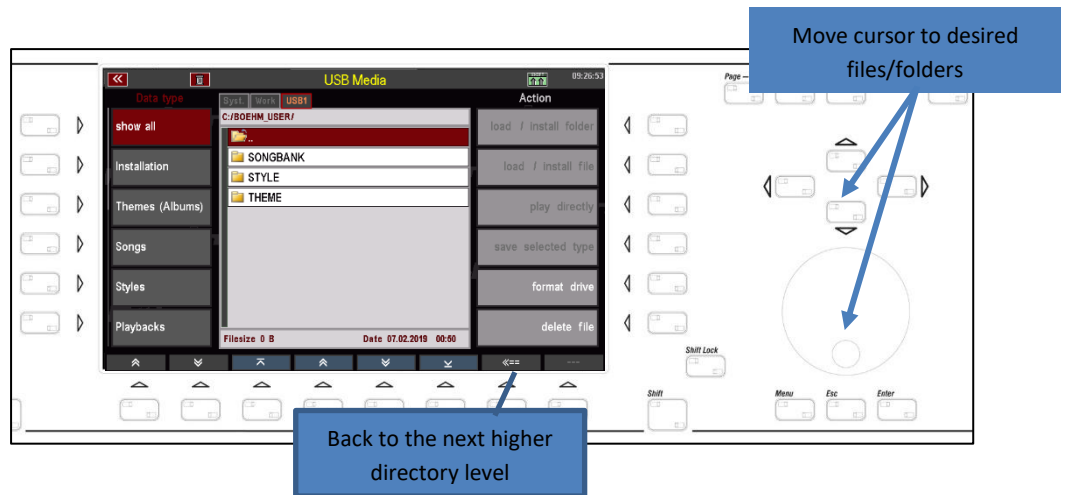 Move cursor to desired
files/folders
USB Media
09:26:53
Page
Data type
Syst. Work USB1
Action
C:/BOEHM_USER/
..
SONGBANK
STYLE
THEME
show all
Installation
Themes (Albums)
Songs
Styles
Playbacks
load / install folder
load / install file
play directly
save selected type
format drive
delete file
Filesize 0 B Date 07.02.2019 00:50
«== ---
Shift Lock
Shift
Menu Esc Enter
Back to the next higher
directory level